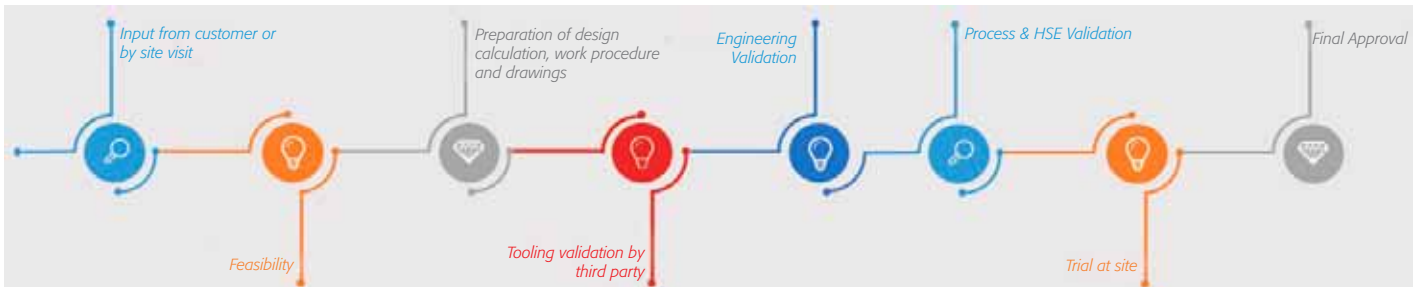 Input from customer or
by site visit
Feasibility
Preparation of design
calculation, work procedure
and drawings
Tooling validation by
third party
Engineering
Validation
Process & HSE Validation
Trial at site
Final Approval